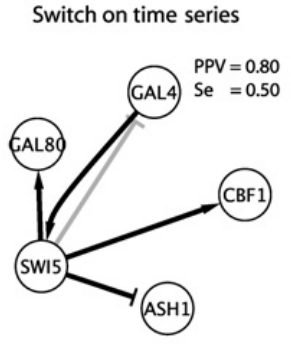 Switch on time series
PPV = 0.80
GAL4
Se = 0.50
GAL80
CBF1
SWI5
ASH1